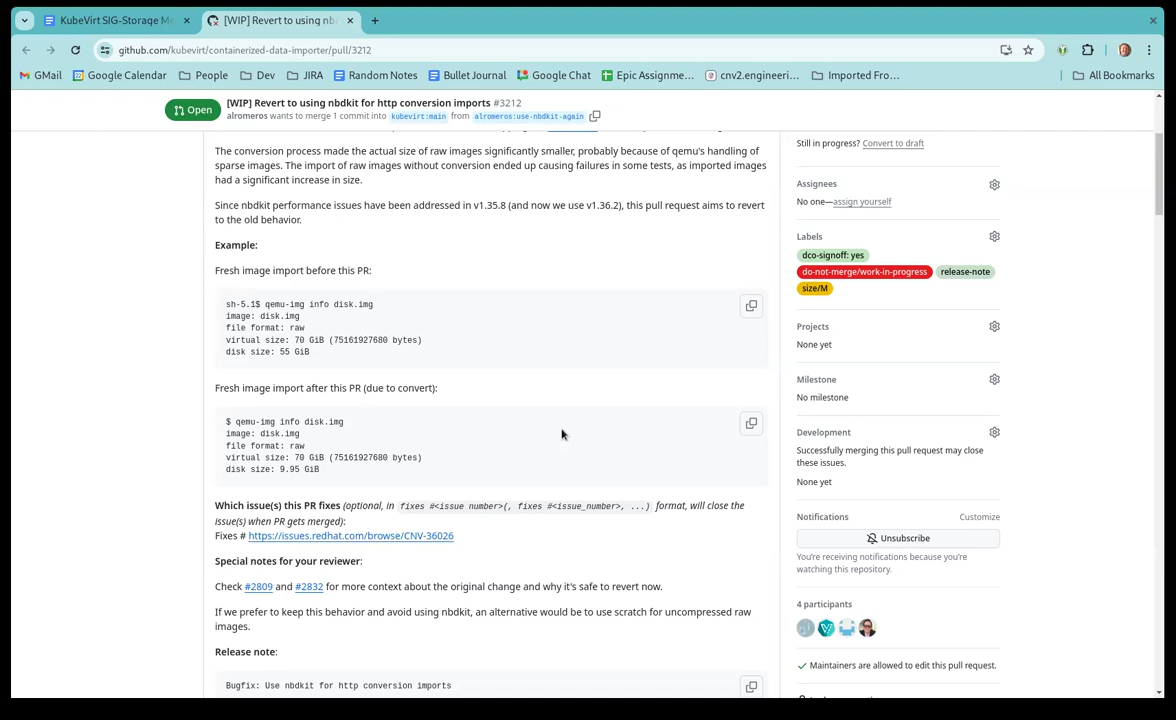 KubeVirt SIG-Storage Me
[WIP] Revert to using nb
github.com/kubevirt/containerized-data-importer/pull/3212
GMail
Google Calendar
People
Dev
JIRA
Random Notes
Bullet Journal
Google Chat
Epic Assignme…
cnv2.engineeri…
Imported Fro…
All Bookmarks
Open
[WIP] Revert to using nbdkit for http conversion imports #3212
alromeros wants to merge 1 commit into kubevirt:main from alromeros:use-nbdkit-again
The conversion process made the actual size of raw images significantly smaller, probably because of qemu's handling of
sparse images. The import of raw images without conversion ended up causing failures in some tests, as imported images
had a significant increase in size.
Since nbdkit performance issues have been addressed in v1.35.8 (and now we use v1.36.2), this pull request aims to revert
to the old behavior.
Example:
Fresh image import before this PR:
sh-5.1$ qemu-img info disk.img
image: disk.img
file format: raw
virtual size: 70 GiB (75161927680 bytes)
disk size: 55 GiB
Fresh image import after this PR (due to convert):
$ qemu-img info disk.img
image: disk.img
file format: raw
virtual size: 70 GiB (75161927680 bytes)
disk size: 9.95 GiB
Which issue(s) this PR fixes (optional, in fixes #<issue number>(, fixes #<issue_number>, ...) format, will close the
issue(s) when PR gets merged):
Fixes # https://issues.redhat.com/browse/CNV-36026
Special notes for your reviewer:
Check #2809 and #2832 for more context about the original change and why it's safe to revert now.
If we prefer to keep this behavior and avoid using nbdkit, an alternative would be to use scratch for uncompressed raw
images.
Release note:
Bugfix: Use nbdkit for http conversion imports
Still in progress? Convert to draft
Assignees
No one—assign yourself
Labels
dco-signoff: yes
do-not-merge/work-in-progress release-note
size/M
Projects
None yet
Milestone
No milestone
Development
Successfully merging this pull request may close
these issues.
None yet
Notifications Customize
Unsubscribe
You're receiving notifications because you're
watching this repository.
4 participants
Maintainers are allowed to edit this pull request.